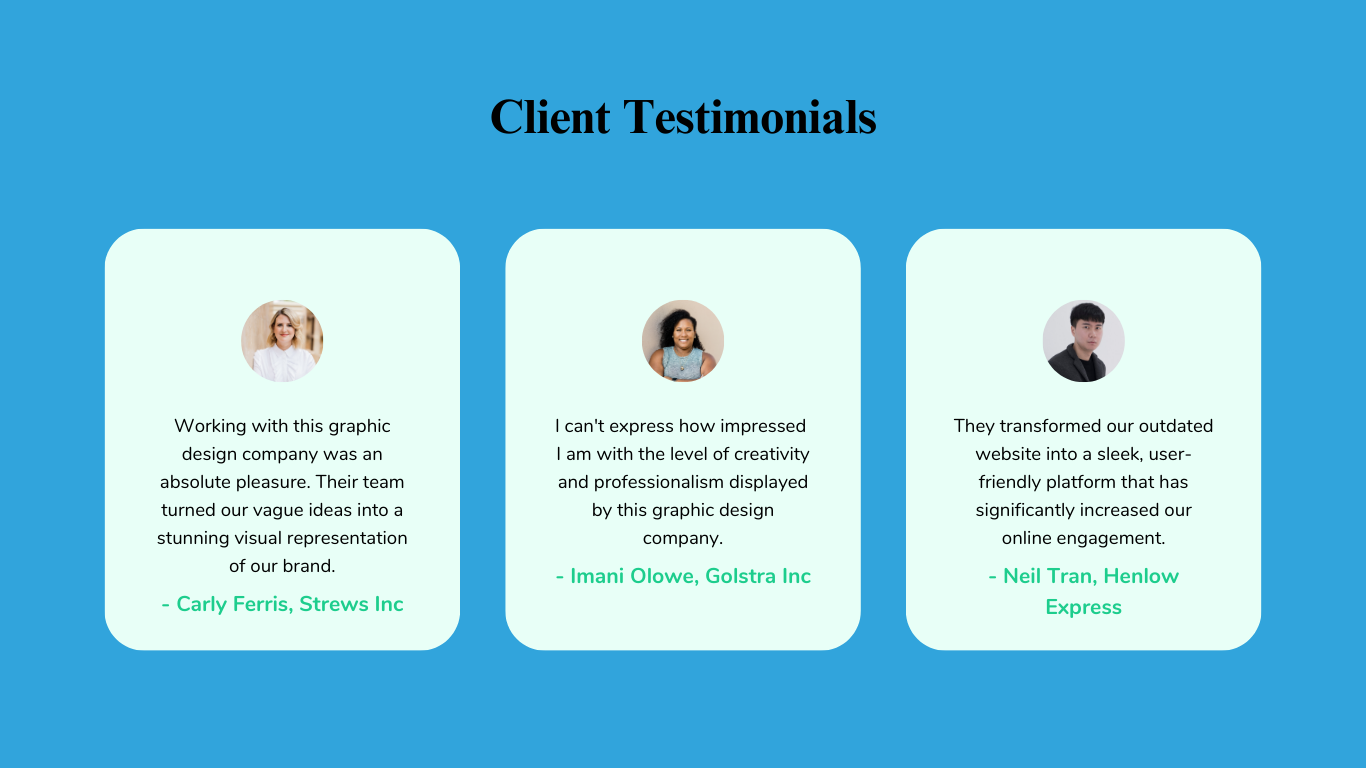 Client Testimonials
Working with this graphic
design company was an
absolute pleasure. Their team
turned our vague ideas into a
stunning visual representation
of our brand.
- Carly Ferris, Strews Inc
I can't express how impressed
I am with the level of creativity
and professionalism displayed
by this graphic design
company.
- Imani Olowe, Golstra Inc
They transformed our outdated
website into a sleek, user-
friendly platform that has
significantly increased our
online engagement.
- Neil Tran, Henlow
Express